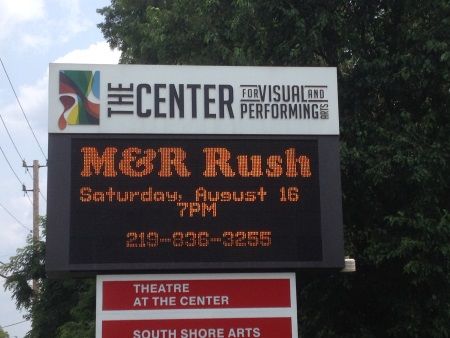 THE CENTER FOR VISUAL AND
PERFORMING ARTS
M&R Rush
Saturday, August 16
7PM
219-836-3255
THEATRE
AT THE CENTER
SOUTH SHORE ARTS